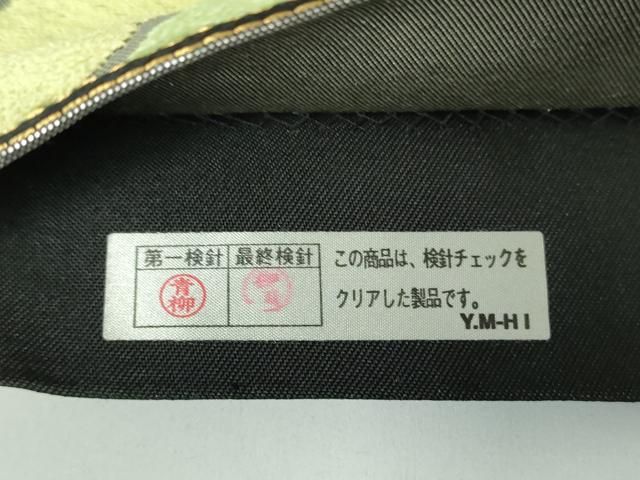 第一検針 最終検針
青柳
この商品は、検針チェックを
クリアした製品です。
Y.M-HI